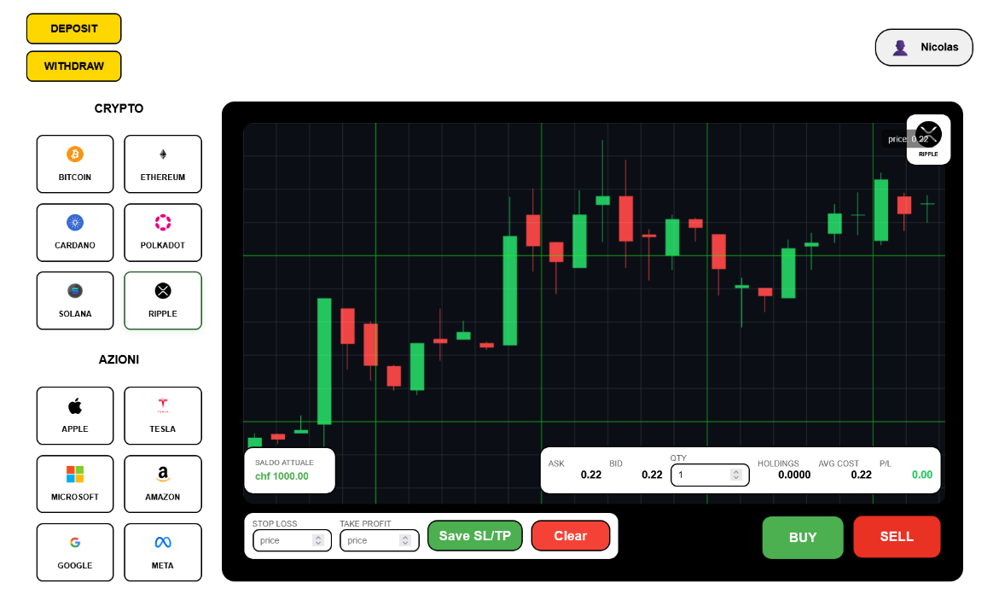 DEPOSIT
WITHDRAW
Nicolas
CRYPTO
BITCOIN
ETHEREUM
CARDANO
POLKADOT
SOLANA
RIPPLE
AZIONI
APPLE
TESLA
MICROSOFT
AMAZON
GOOGLE
META
price: 0.22
RIPPLE
SALDO ATTUALE
chf 1000.00
ASK
0.22
BID
0.22
QTY
1
HOLDINGS
0.0000
AVG COST
0.22
P/L
0.00
STOP LOSS
price
TAKE PROFIT
price
Save SL/TP
Clear
BUY
SELL